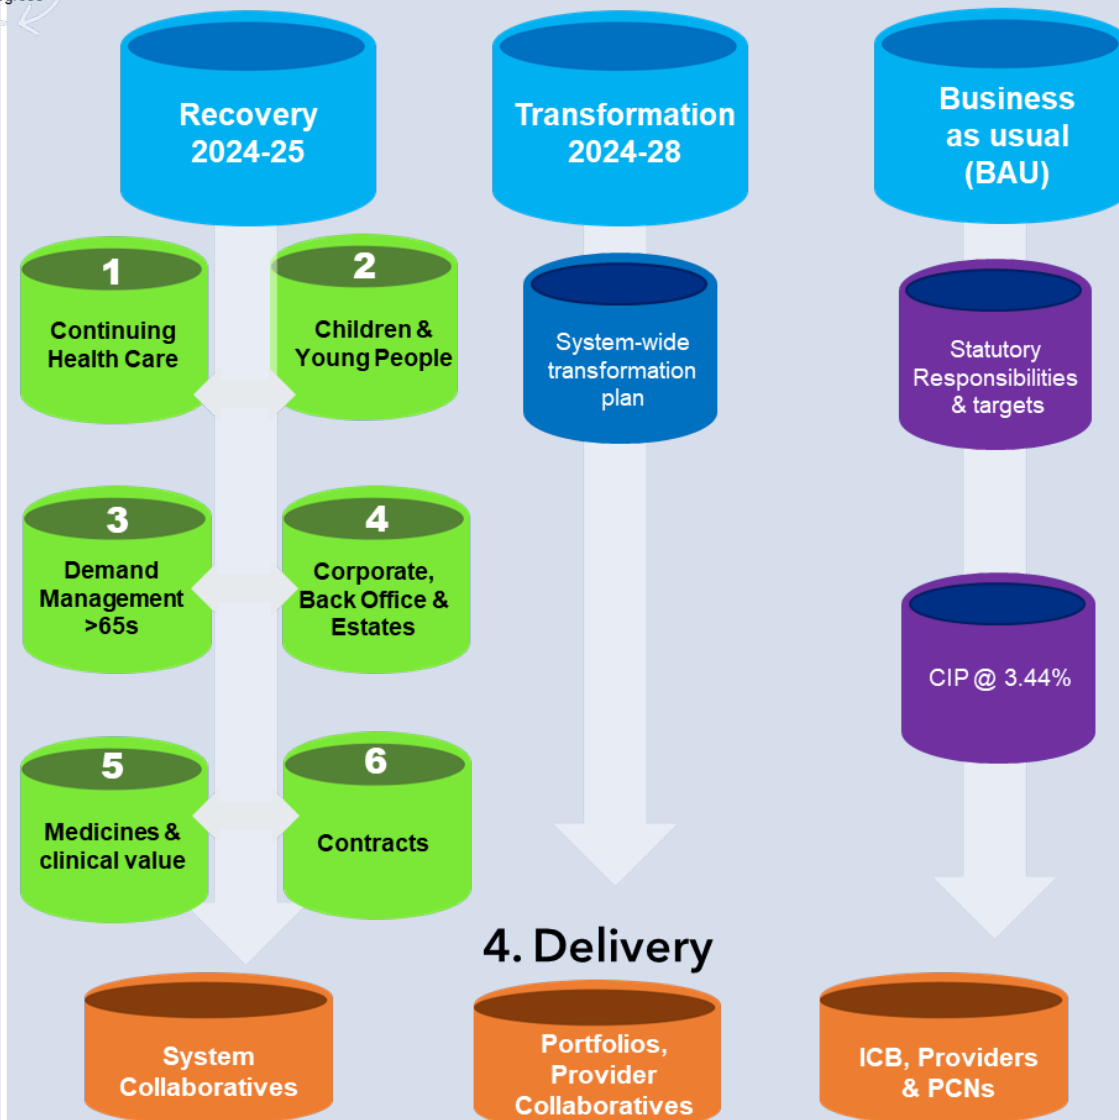 Recovery
2024-25
Transformation
2024-28
Business
as usual
(BAU)
1
Continuing
Health Care
2
Children &
Young People
System-wide
transformation
plan
Statutory
Responsibilities
& targets
3
Demand
Management
>65s
4
Corporate,
Back Office &
Estates
CIP @ 3.44%
5
Medicines &
clinical value
6
Contracts
4. Delivery
System
Collaboratives
Portfolios,
Provider
Collaboratives
ICB, Providers
& PCNs